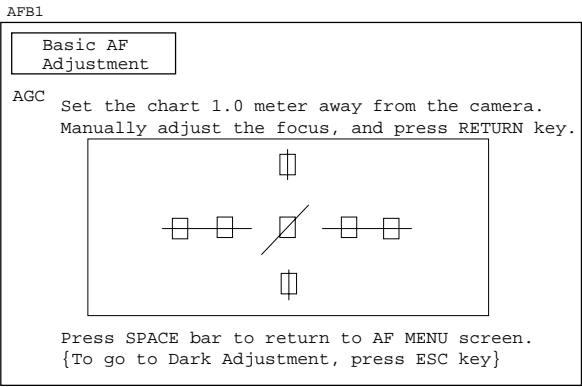 AFB1
Basic AF
Adjustment
AGC
Set the chart 1.0 meter away from the camera.
Manually adjust the focus, and press RETURN key.
Press SPACE bar to return to AF MENU screen.
{To go to Dark Adjustment, press ESC key}